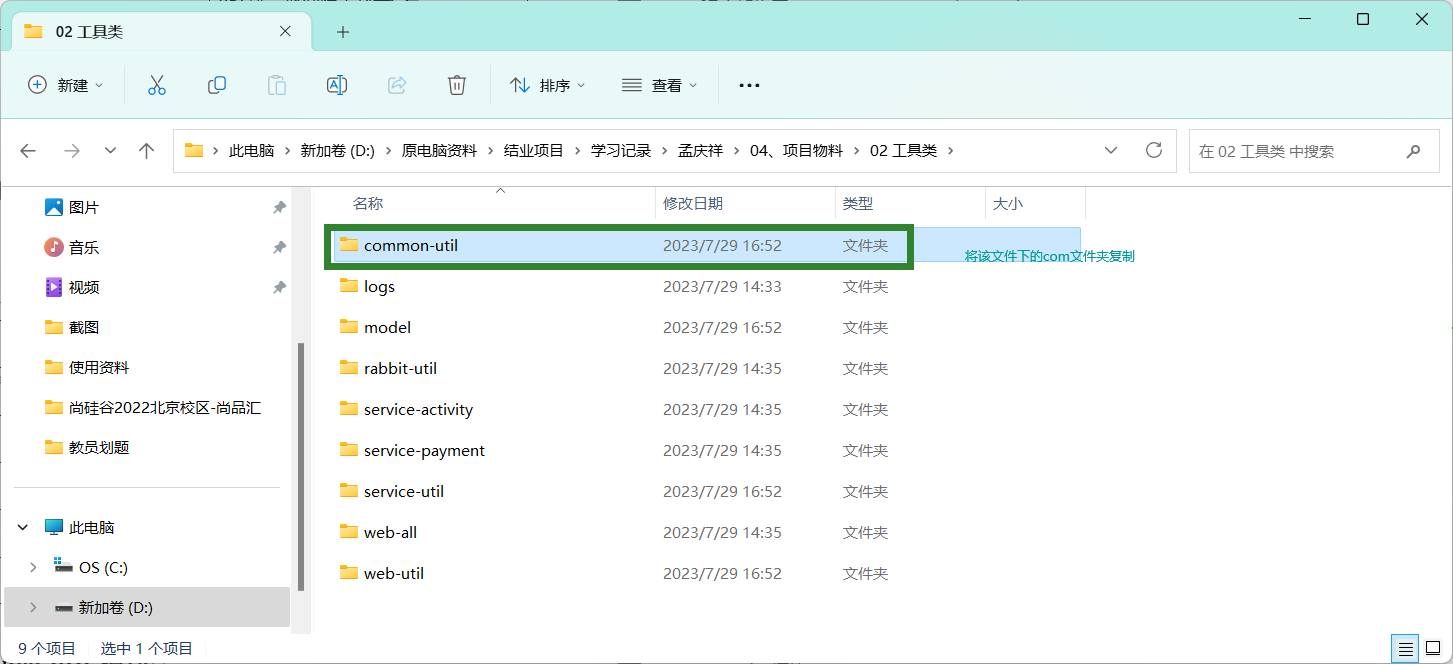 02 工具类
新建
排序
查看
此电脑 › 新加卷 (D:) › 原电脑资料 › 结业项目 › 学习记录 › 孟庆祥 › 04、项目物料 › 02 工具类 ›
在 02 工具类 中搜索
名称 修改日期 类型 大小
图片
音乐
视频
截图
使用资料
尚硅谷2022北京校区-尚品汇
教员划题
此电脑
OS (C:)
新加卷 (D:)
common-util 2023/7/29 16:52 文件夹
将该文件下的com文件夹复制
logs 2023/7/29 14:33 文件夹
model 2023/7/29 16:52 文件夹
rabbit-util 2023/7/29 14:35 文件夹
service-activity 2023/7/29 14:35 文件夹
service-payment 2023/7/29 14:35 文件夹
service-util 2023/7/29 16:52 文件夹
web-all 2023/7/29 14:35 文件夹
web-util 2023/7/29 16:52 文件夹
9 个项目 选中 1 个项目